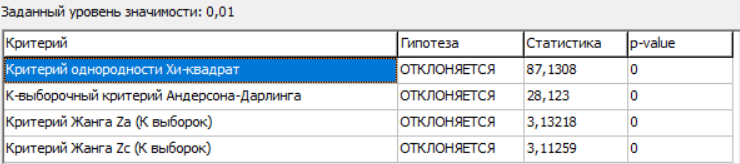 Заданный уровень значимости: 0,01
Критерий Гипотеза Статистика p-value
Критерий однородности Хи-квадрат ОТКЛОНЯЕТСЯ 87,1308 0
К-выборочный критерий Андерсона-Дарлинга ОТКЛОНЯЕТСЯ 28,123 0
Критерий Жанга Za (К выборок) ОТКЛОНЯЕТСЯ 3,13218 0
Критерий Жанга Zc (К выборок) ОТКЛОНЯЕТСЯ 3,11259 0